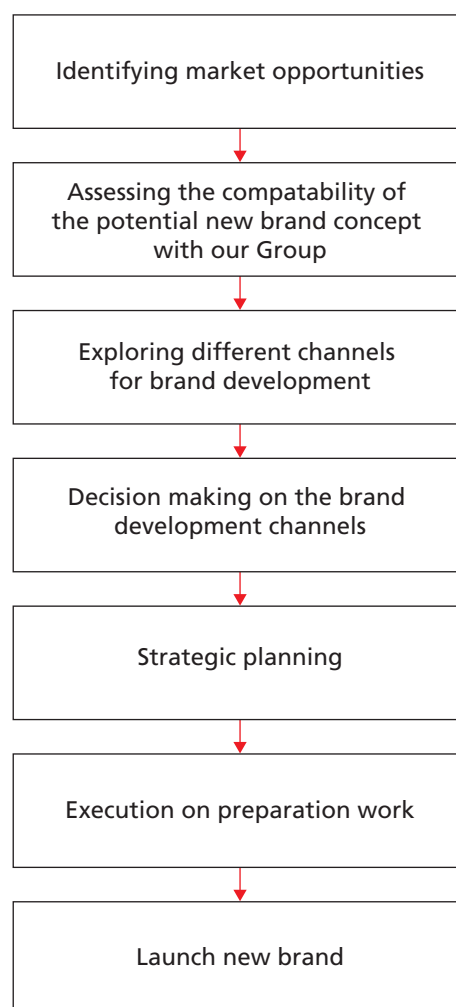 Identifying market opportunities
Assessing the compatability of
the potential new brand concept
with our Group
Exploring different channels
for brand development
Decision making on the brand
development channels
Strategic planning
Execution on preparation work
Launch new brand